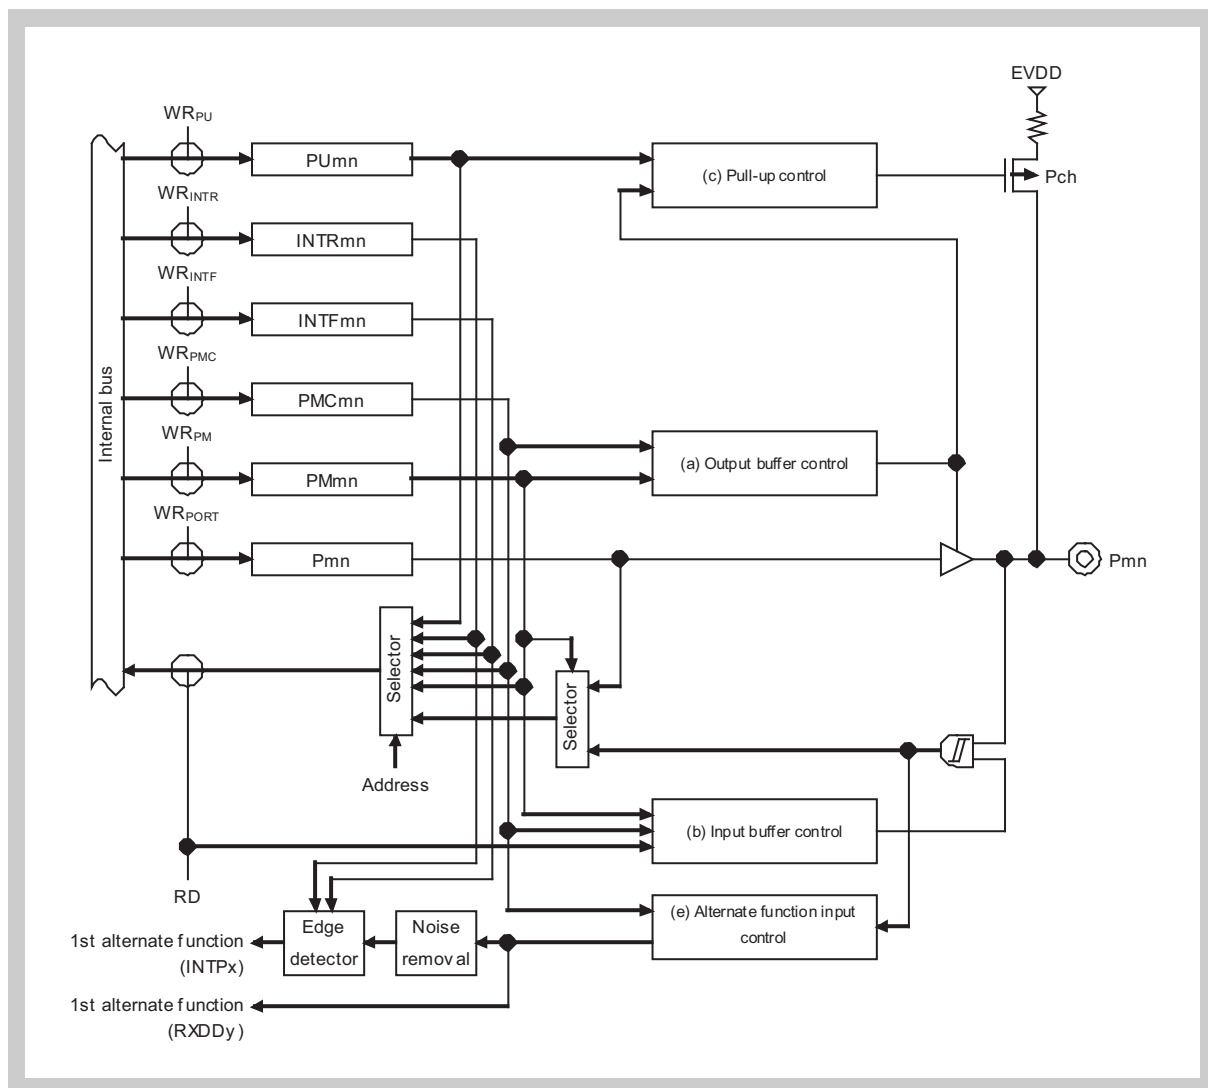 EVDD
WRPU
PUmn
(c) Pull-up control
Pch
WRINTR
INTRmn
WRINTF
INTFmn
WRPMC
PMCmn
Internal bus
WRPM
PMmn
(a) Output buffer control
WRPORT
Pmn
Pmn
Selector
Selector
Address
(b) Input buffer control
RD
(e) Alternate function input
control
Edge
detector
Noise
removal
1st alternate function
(INTPx)
1st alternate function
(RXDDy)